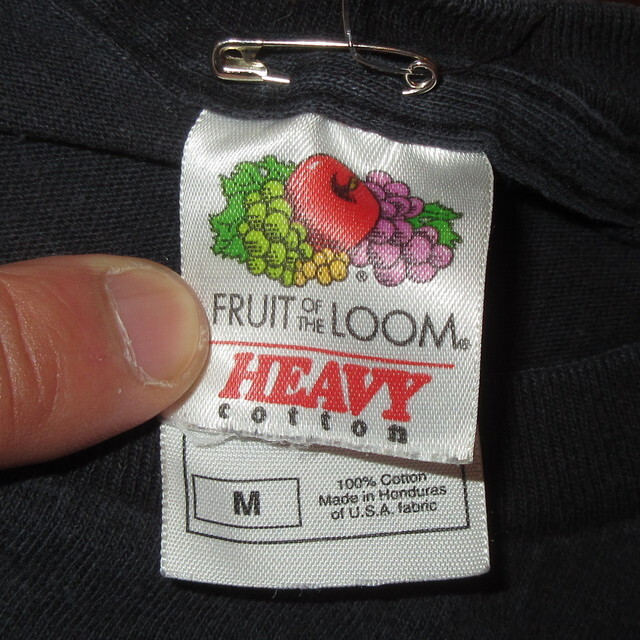 FRUIT OF THE LOOM®
HEAVY
cotton
M
100% Cotton
Made in Honduras
of U.S.A. fabric